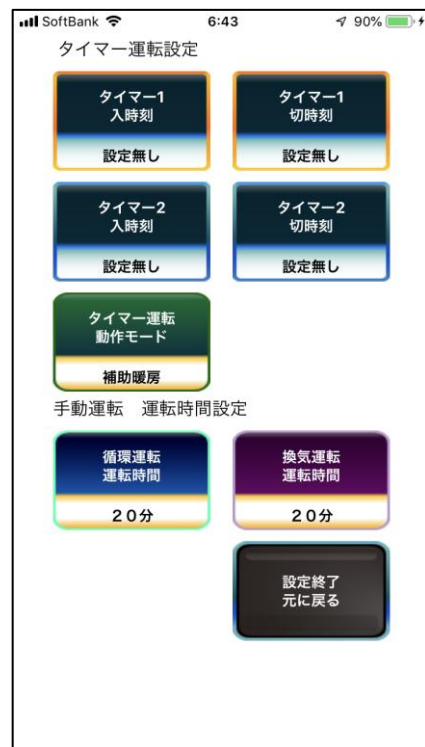 SoftBank 6:43 90%
タイマー運転設定
タイマー1 タイマー1
入時刻 切時刻
設定無し 設定無し
タイマー2 タイマー2
入時刻 切時刻
設定無し 設定無し
タイマー運転
動作モード
補助暖房
手動運転　運転時間設定
循環運転 換気運転
運転時間 運転時間
２０分 ２０分
設定終了
元に戻る